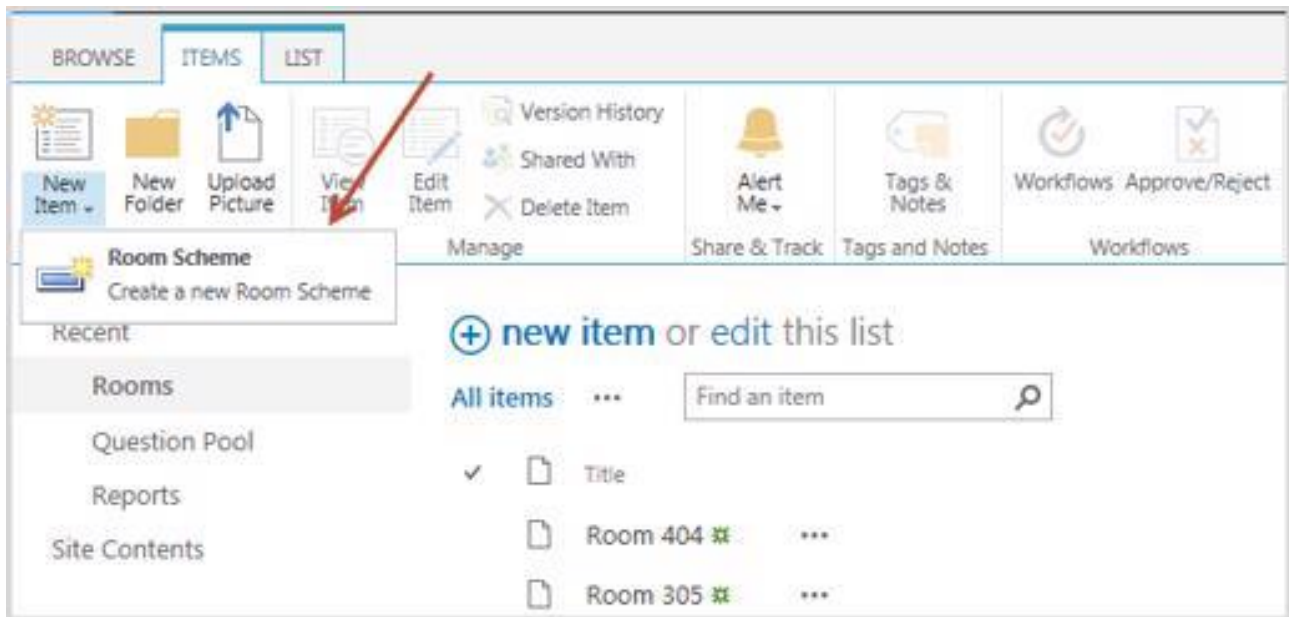 BROWSE ITEMS LIST
New Item
New Folder
Upload Picture
View Item
Edit Item
Version History
Shared With
Delete Item
Alert Me
Tags & Notes
Workflows
Approve/Reject
Manage
Share & Track
Tags and Notes
Workflows
Room Scheme
Create a new Room Scheme
Recent
Rooms
Question Pool
Reports
Site Contents
new item or edit this list
All items ... Find an item
Title
Room 404 ...
Room 305 ...